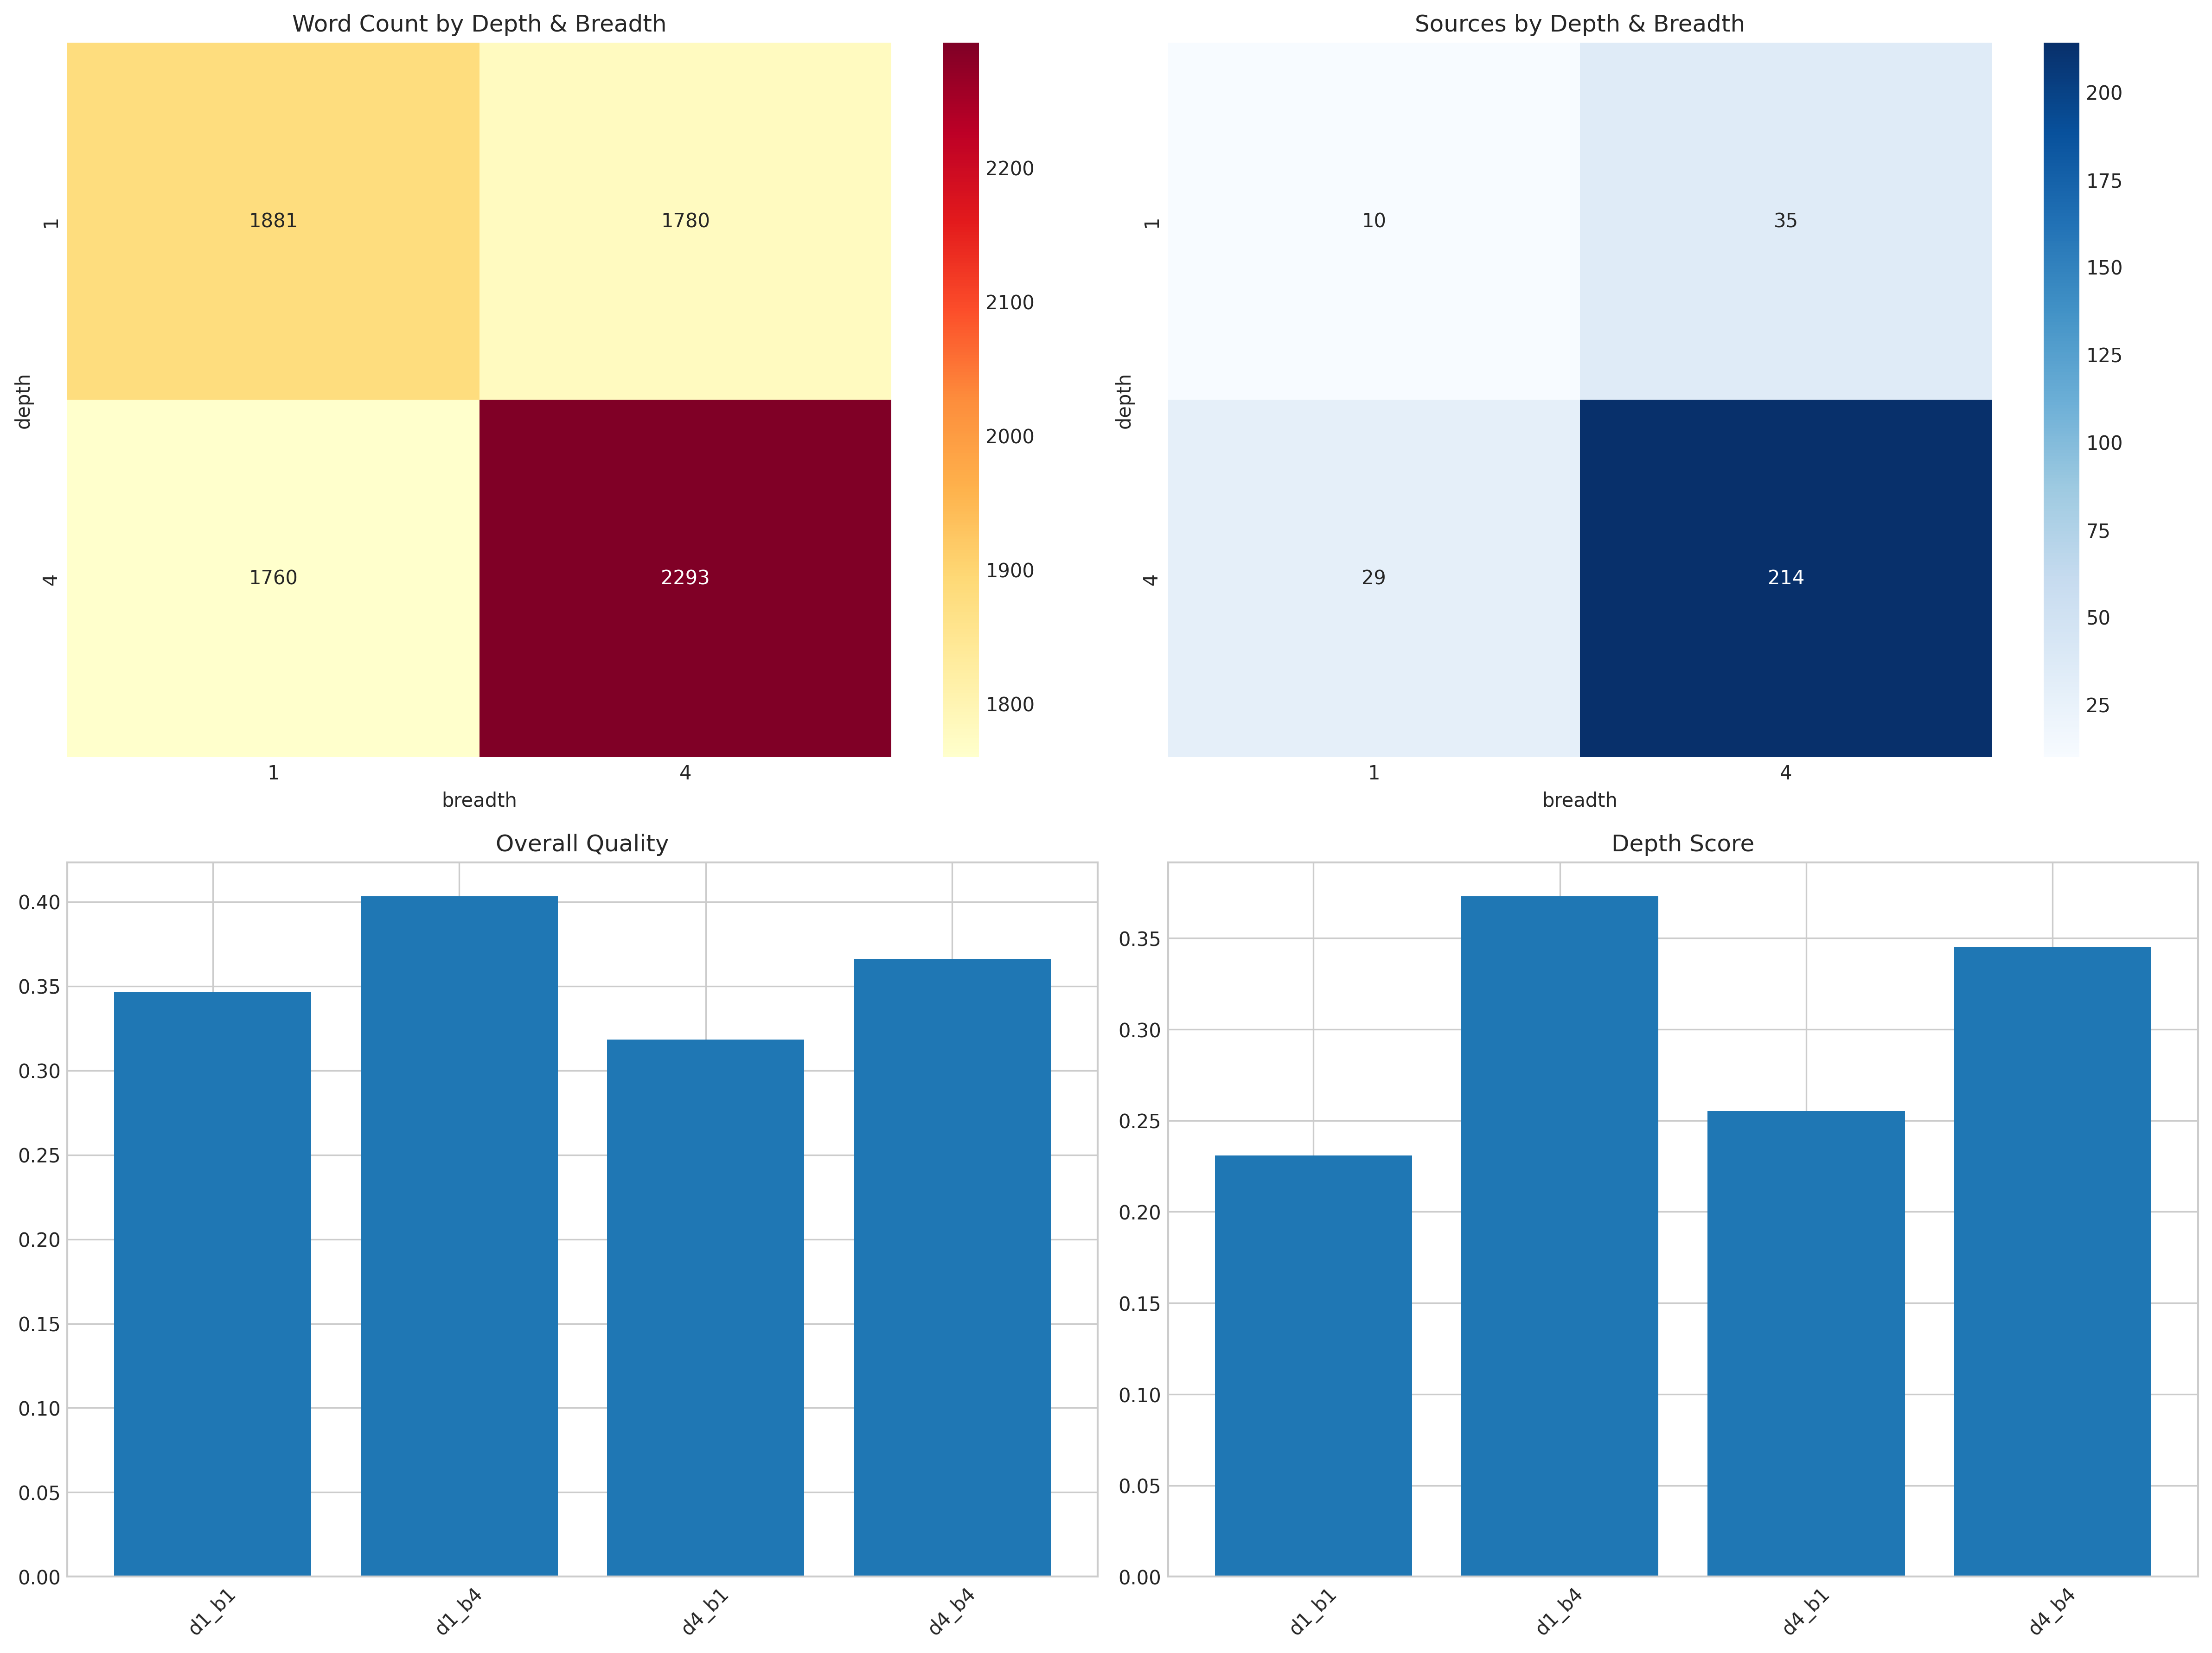 Word Count by Depth & Breadth
1881
1780
1760
2293
1
4
depth
1
4
breadth
2200
2100
2000
1900
1800
Sources by Depth & Breadth
10
35
29
214
1
4
depth
1
4
breadth
200
175
150
125
100
75
50
25
Overall Quality
0.40
0.35
0.30
0.25
0.20
0.15
0.10
0.05
0.00
d1_b1
d1_b4
d4_b1
d4_b4
Depth Score
0.35
0.30
0.25
0.20
0.15
0.10
0.05
0.00
d1_b1
d1_b4
d4_b1
d4_b4